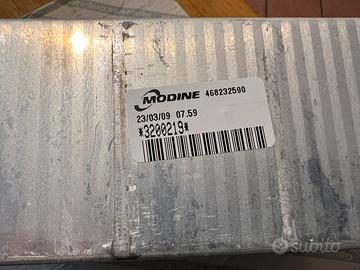 MODINE 468232590
23/03/09 07.59
*3200219*
subito